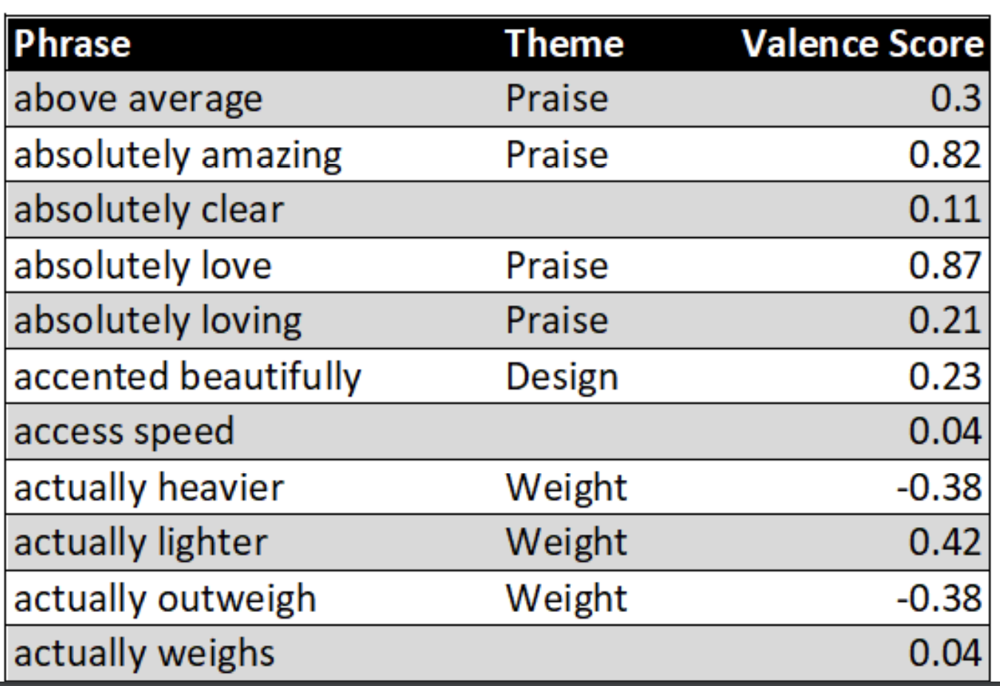 Phrase Theme Valence Score
above average Praise 0.3
absolutely amazing Praise 0.82
absolutely clear 0.11
absolutely love Praise 0.87
absolutely loving Praise 0.21
accented beautifully Design 0.23
access speed 0.04
actually heavier Weight -0.38
actually lighter Weight 0.42
actually outweigh Weight -0.38
actually weighs 0.04